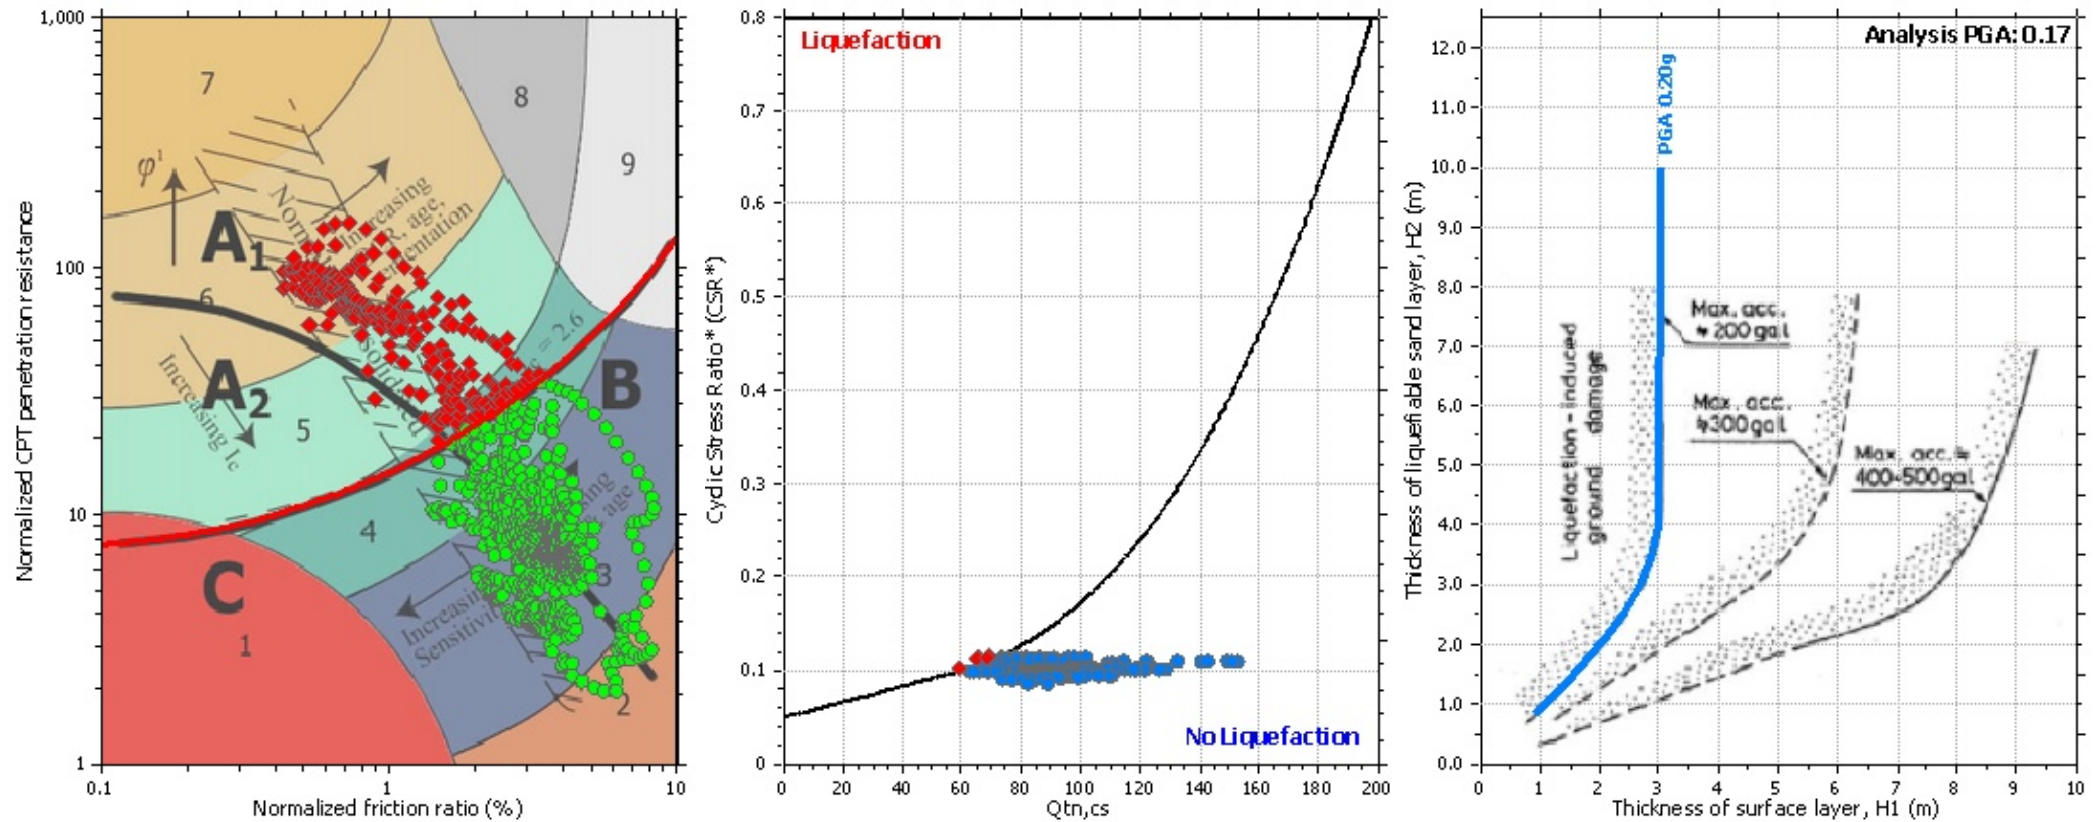 1,000
100
10
1
Normalized CPT penetration resistance
7
8
9
φ'
A1
6
Increasing
A2
5
Increasing Ic
= 2.6
B
4
3
C
1
Increasing
Sensitivity
2
age
0.1
1
10
Normalized friction ratio (%)
0.8
0.7
0.6
0.5
0.4
0.3
0.2
0.1
0
Cyclic Stress Ratio* (CSR*)
Liquefaction
No Liquefaction
0
20
40
60
80
100
120
140
160
180
200
Qtn,cs
Analysis PGA: 0.17
12.0
11.0
10.0
9.0
8.0
7.0
6.0
5.0
4.0
3.0
2.0
1.0
0.0
Thickness of liquefiable sand layer, H2 (m)
PGA 0.20g
Liquefaction - induced
ground damage
Max. acc.
≒ 200 gal
Max. acc.
≒300 gal
Max. acc. ≒
400~500 gal
0
1
2
3
4
5
6
7
8
9
10
Thickness of surface layer, H1 (m)